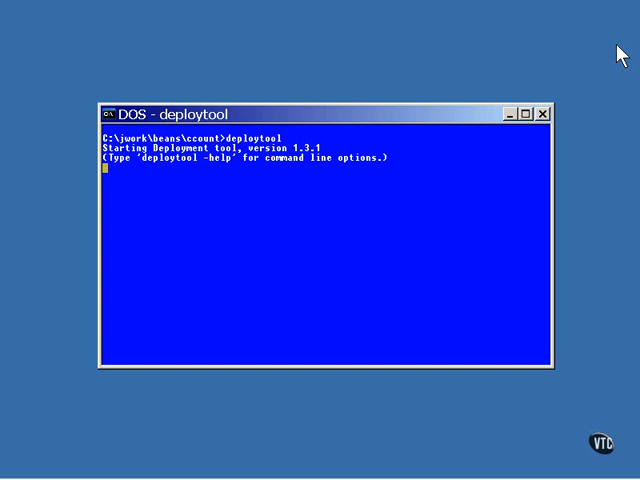 DOS - deploytool
C:\jwork\beans\ccount>deploytool
Starting Deployment tool, version 1.3.1
(Type 'deploytool -help' for command line options.)
VTC